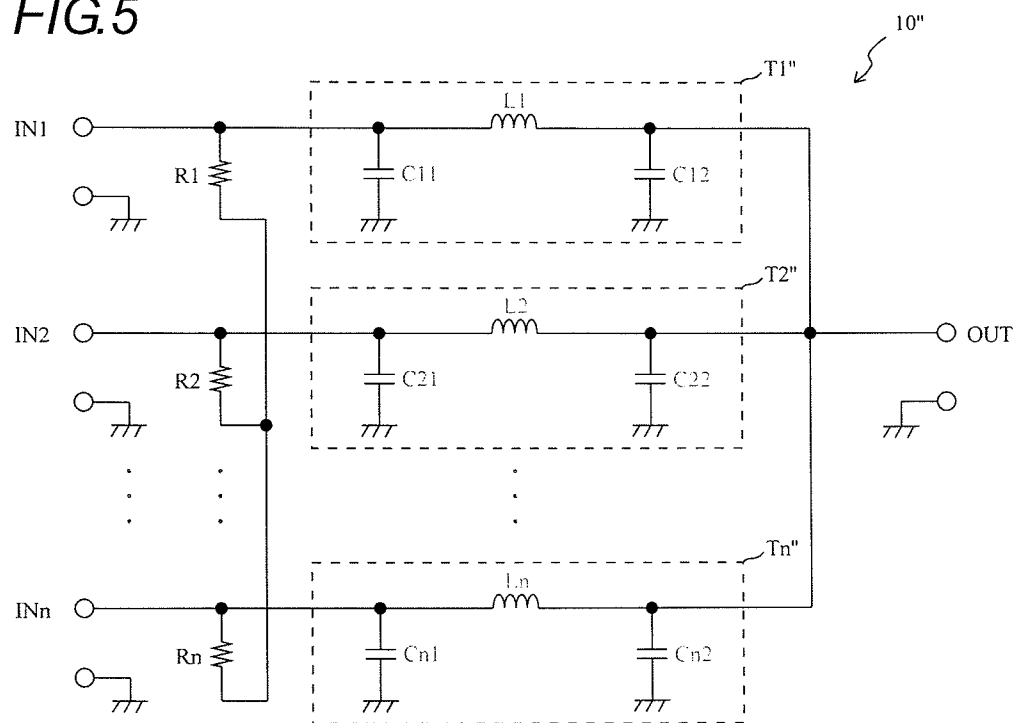 FIG.5
10"
T1"
L1
IN1
R1
C11
C12
T2"
L2
IN2
OUT
R2
C21
C22
Tn"
Ln
INn
Rn
Cn1
Cn2